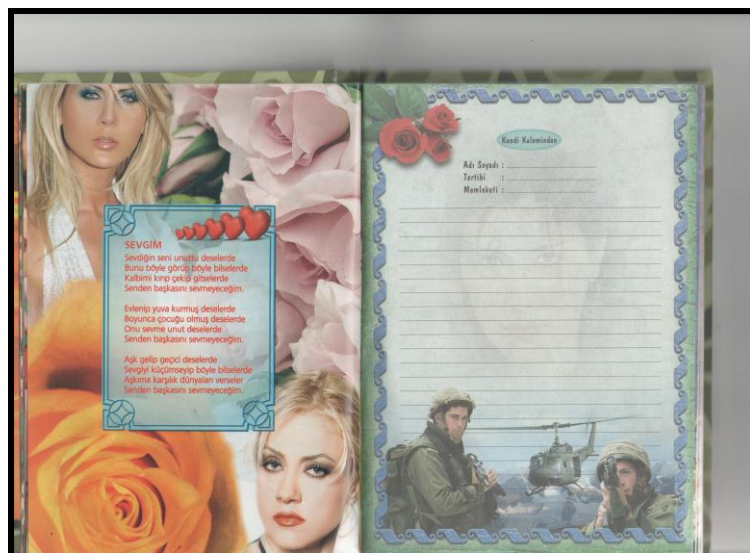 SEVGİM
Sevdiğin seni unuttu deselerde
Bunu böyle görüp böyle bilselerde
Kalbimi kırıp çekip gitselerde
Senden başkasını sevmeyeceğim.
Evlenip yuva kurmuş deselerde
Boyunca çocuğu olmuş deselerde
Onu sevme unut deselerde
Senden başkasını sevmeyeceğim.
Aşk gelip geçici deselerde
Sevgiyi küçümseyip böyle bilselerde
Aşkıma karşılık dünyaları verseler
Senden başkasını sevmeyeceğim.
Kendi Kaleminden
Adı Soyadı :
Tertibi :
Memleketi :